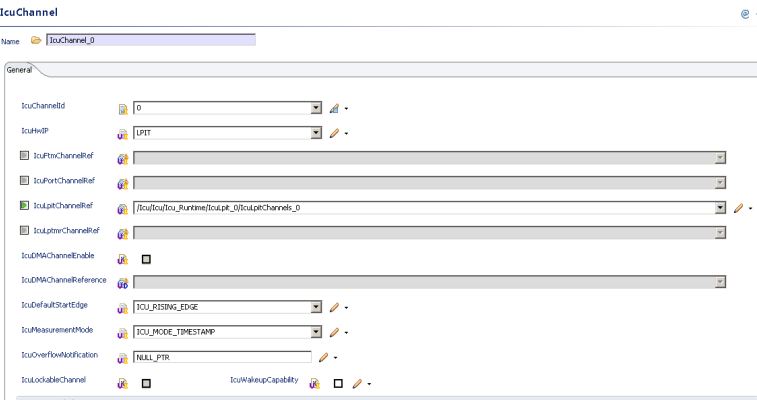 IcuChannel
Name IcuChannel_0
General
IcuChannelId 0
IcuHwIP LPIT
IcuFtmChannelRef
IcuPortChannelRef
IcuLpitChannelRef /Icu/Icu/Icu_Runtime/IcuLpit_0/IcuLpitChannels_0
IcuLptmrChannelRef
IcuDMAChannelEnable
IcuDMAChannelReference
IcuDefaultStartEdge ICU_RISING_EDGE
IcuMeasurementMode ICU_MODE_TIMESTAMP
IcuOverflowNotification NULL_PTR
IcuLockableChannel IcuWakeupCapability